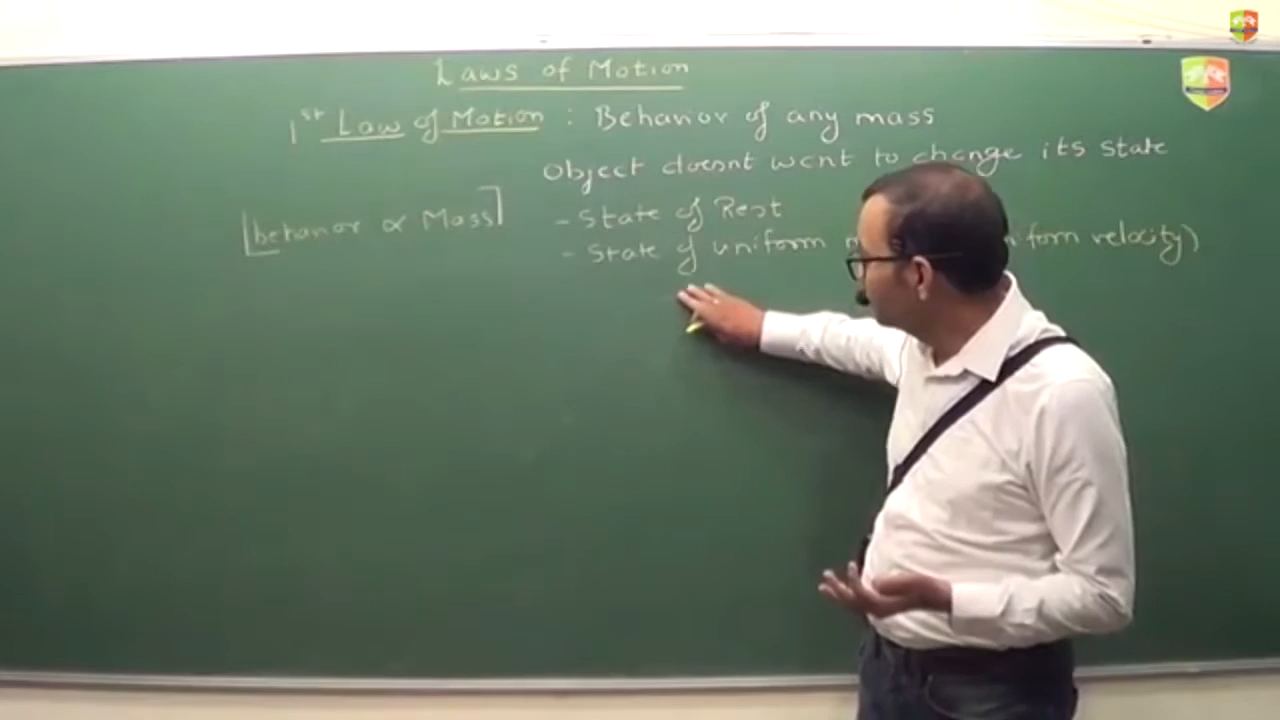 Laws of Motion
1st Law of Motion : Behavior of any mass
Object doesnt want to change its state
- State of Rest
[behavior ∝ Mass]
- State of uniform velocity)